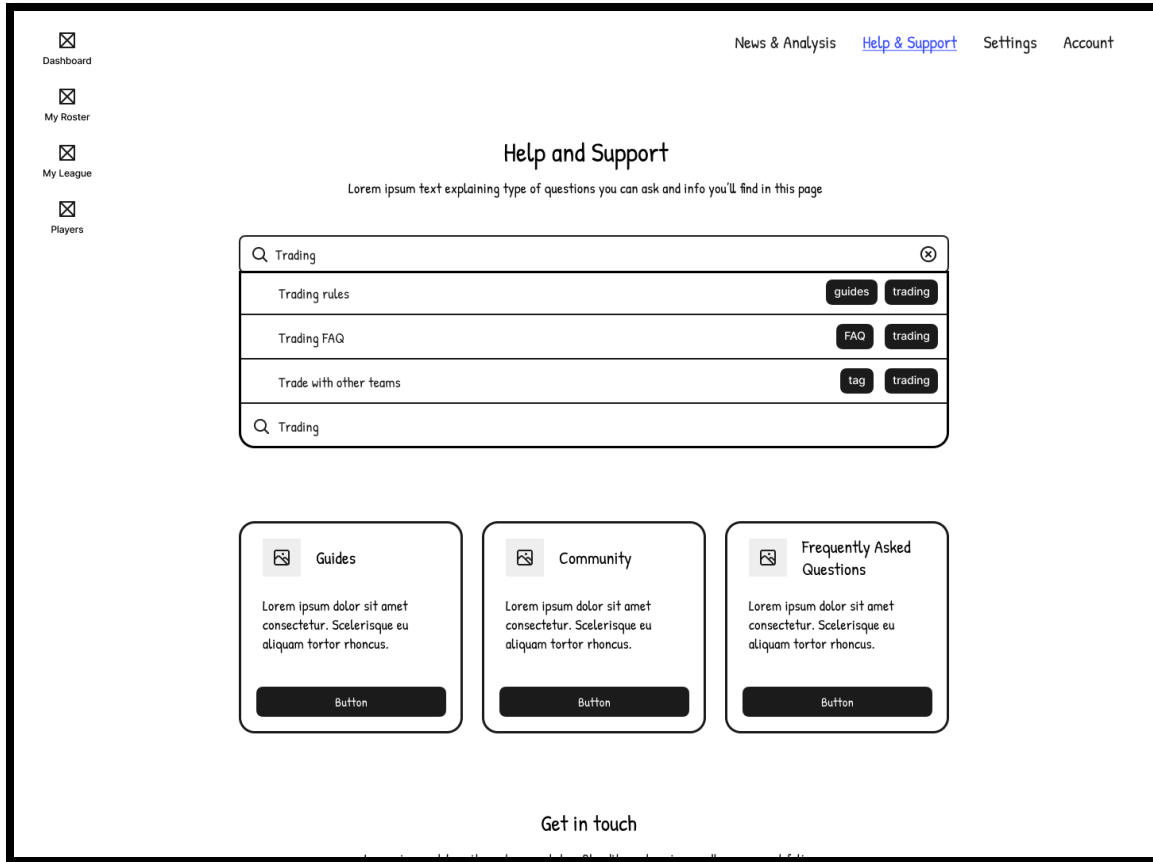 News & Analysis Help & Support Settings Account
Dashboard
My Roster
My League
Players
Help and Support
Lorem ipsum text explaining type of questions you can ask and info you'll find in this page
Trading
Trading rules guides trading
Trading FAQ FAQ trading
Trade with other teams tag trading
Trading
Guides
Lorem ipsum dolor sit amet
consectetur. Scelerisque eu
aliquam tortor rhoncus.
Button
Community
Lorem ipsum dolor sit amet
consectetur. Scelerisque eu
aliquam tortor rhoncus.
Button
Frequently Asked
Questions
Lorem ipsum dolor sit amet
consectetur. Scelerisque eu
aliquam tortor rhoncus.
Button
Get in touch